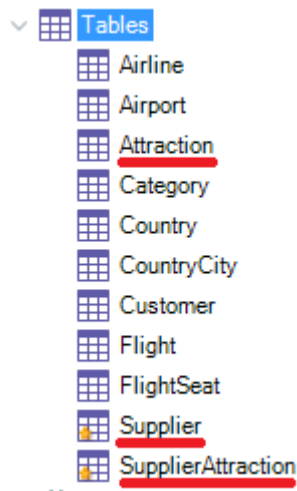 Tables
Airline
Airport
Attraction
Category
Country
CountryCity
Customer
Flight
FlightSeat
Supplier
SupplierAttraction